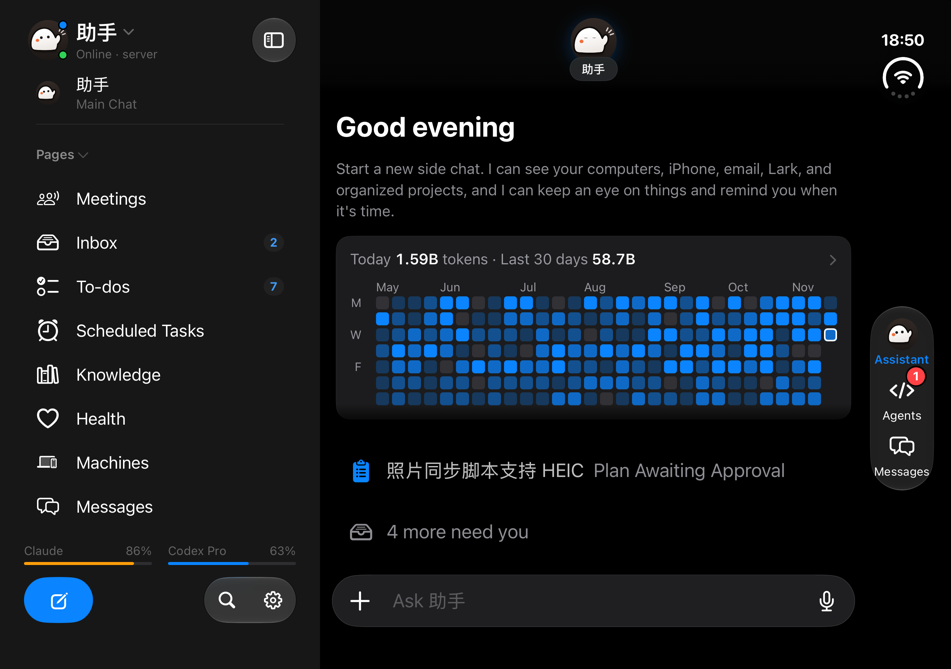 助手
Online · server
助手
Main Chat
Pages
Meetings
Inbox 2
To-dos 7
Scheduled Tasks
Knowledge
Health
Machines
Messages
Claude 86% Codex Pro 63%
助手
18:50
Good evening
Start a new side chat. I can see your computers, iPhone, email, Lark, and
organized projects, and I can keep an eye on things and remind you when
it's time.
Today 1.59B tokens · Last 30 days 58.7B
May Jun Jul Aug Sep Oct Nov
M
W
F
照片同步脚本支持 HEIC Plan Awaiting Approval
4 more need you
Ask 助手
Assistant
1
Agents
Messages